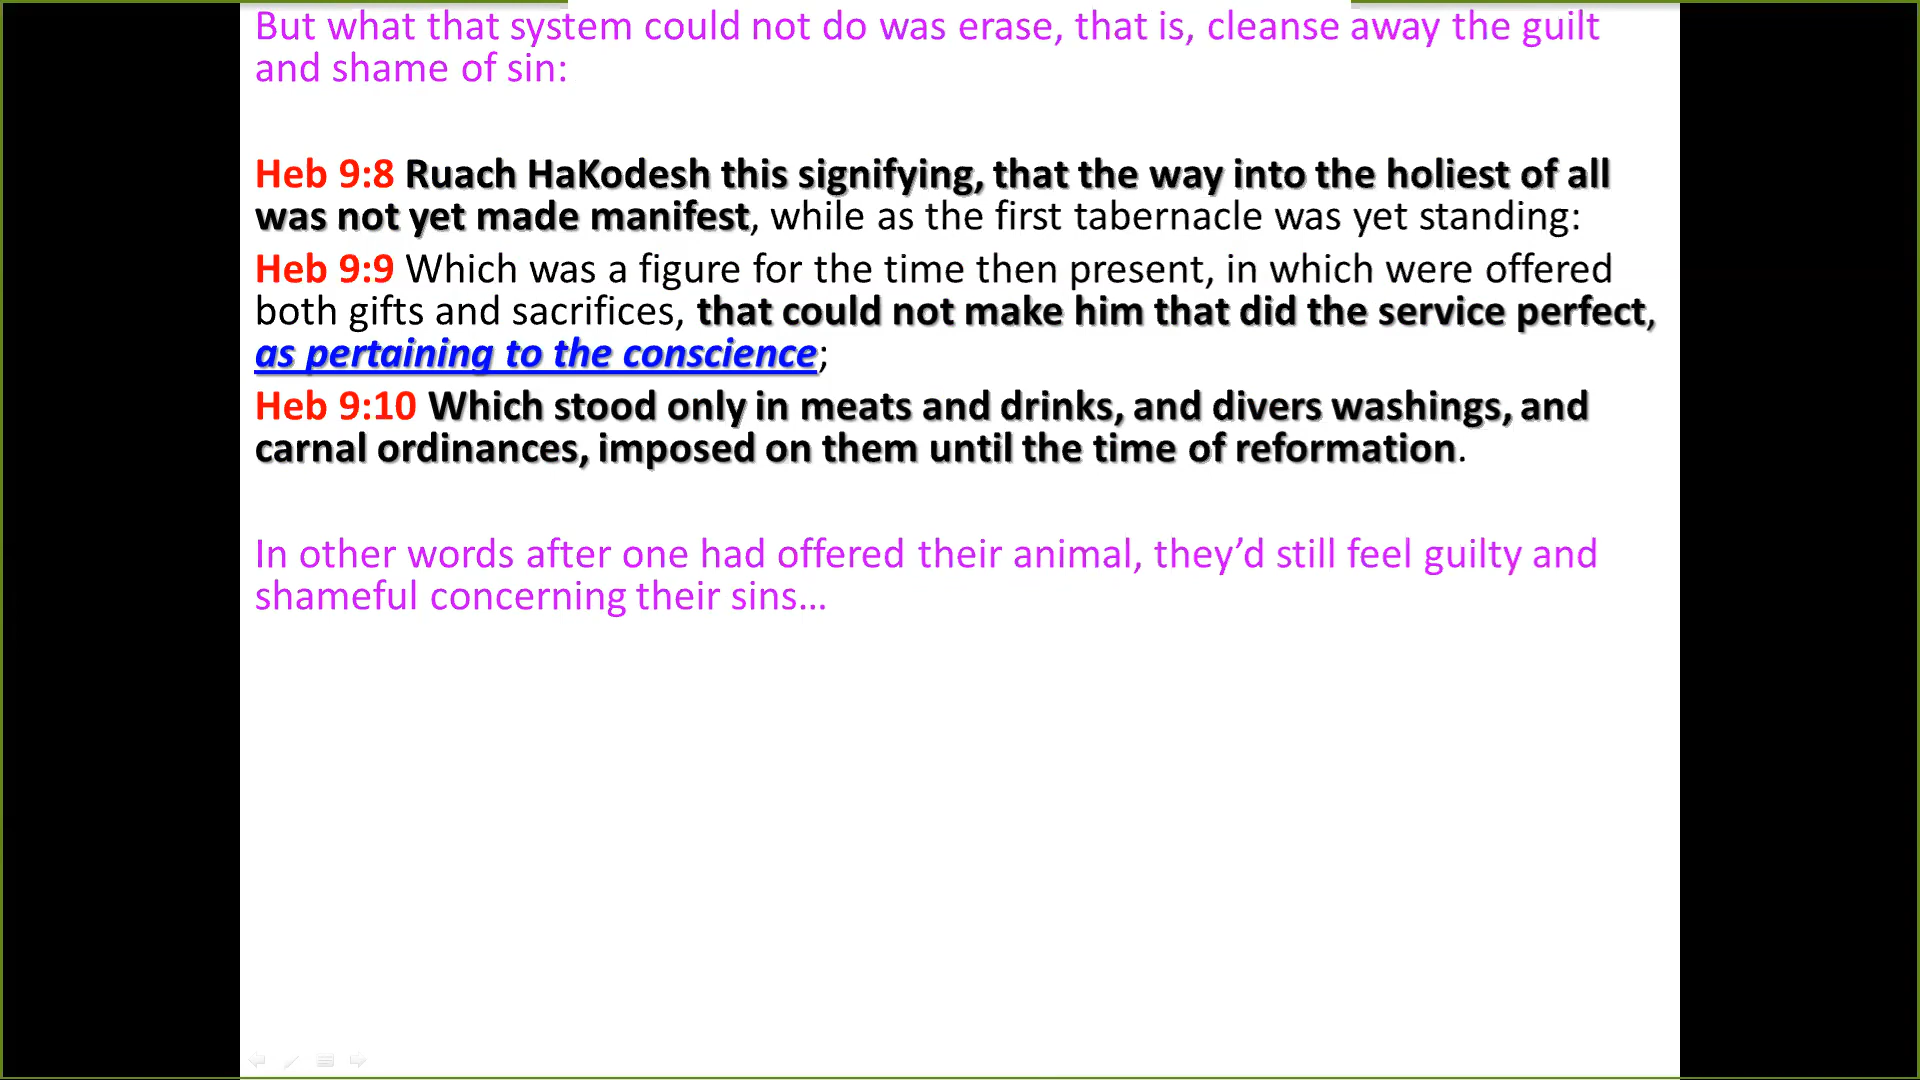 But what that system could not do was erase, that is, cleanse away the guilt
and shame of sin:
Heb 9:8 Ruach HaKodesh this signifying, that the way into the holiest of all
was not yet made manifest, while as the first tabernacle was yet standing:
Heb 9:9 Which was a figure for the time then present, in which were offered
both gifts and sacrifices, that could not make him that did the service perfect,
as pertaining to the conscience;
Heb 9:10 Which stood only in meats and drinks, and divers washings, and
carnal ordinances, imposed on them until the time of reformation.
In other words after one had offered their animal, they’d still feel guilty and
shameful concerning their sins…